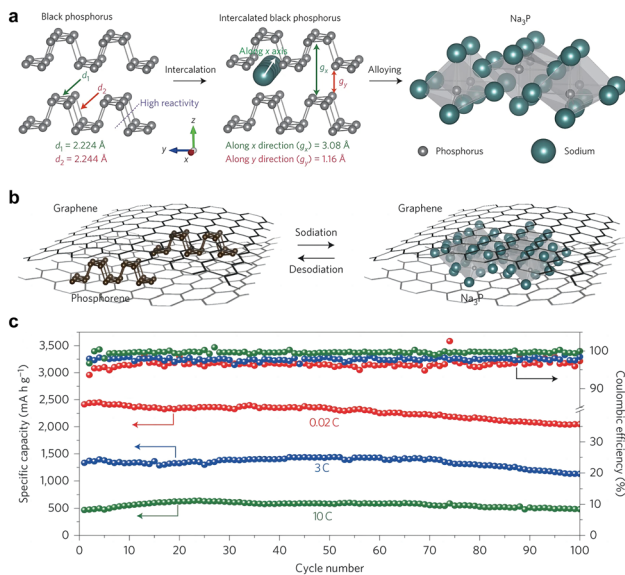 a
Black phosphorus
Intercalated black phosphorus
Na₃P
Along x axis
d₁
d₂
High reactivity
Intercalation
gₓ
gᵧ
Alloying
z
y
x
d₁ = 2.224 Å
d₂ = 2.244 Å
Along x direction (gₓ) = 3.08 Å
Along y direction (gᵧ) = 1.16 Å
Phosphorus
Sodium
b
Graphene
Phosphorene
Sodiation
Desodiation
Graphene
Na₃P
c
Specific capacity (mA h g⁻¹)
3,500
3,000
2,500
2,000
1,500
1,000
500
0
0.02 C
3 C
10 C
100
90
30
20
10
0
Coulombic efficiency (%)
0 10 20 30 40 50 60 70 80 90 100
Cycle number